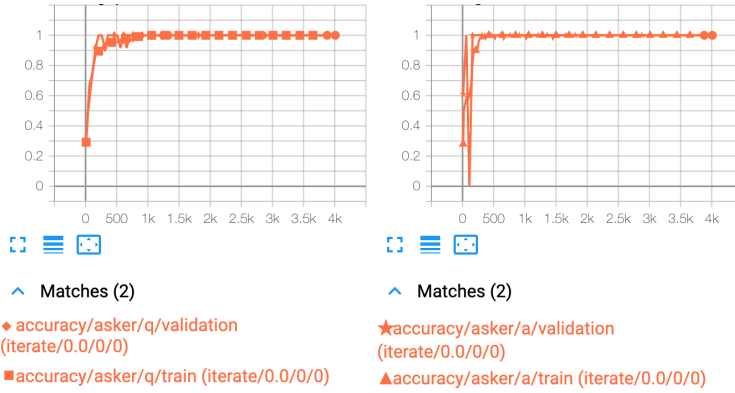 1
0.8
0.6
0.4
0.2
0
0 500 1k 1.5k 2k 2.5k 3k 3.5k 4k
Matches (2)
accuracy/asker/q/validation
(iterate/0.0/0/0)
accuracy/asker/q/train (iterate/0.0/0/0)
1
0.8
0.6
0.4
0.2
0
0 500 1k 1.5k 2k 2.5k 3k 3.5k 4k
Matches (2)
accuracy/asker/a/validation
(iterate/0.0/0/0)
accuracy/asker/a/train (iterate/0.0/0/0)